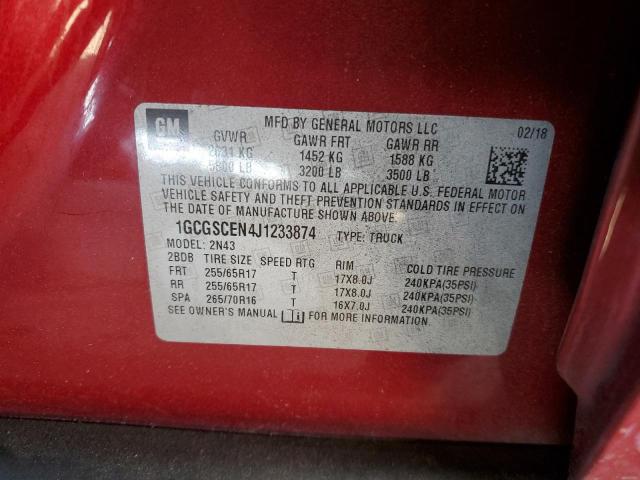 GM
MFD BY GENERAL MOTORS LLC 02/18
GVWR GAWR FRT GAWR RR
2631 KG 1452 KG 1588 KG
5800 LB 3200 LB 3500 LB
THIS VEHICLE CONFORMS TO ALL APPLICABLE U.S. FEDERAL MOTOR
VEHICLE SAFETY AND THEFT PREVENTION STANDARDS IN EFFECT ON
THE DATE OF MANUFACTURE SHOWN ABOVE.
1GCGSCEN4J1233874 TYPE: TRUCK
MODEL: 2N43
2BDB TIRE SIZE SPEED RTG RIM COLD TIRE PRESSURE
FRT 255/65R17 T 17X8.0J 240KPA(35PSI)
RR 255/65R17 T 17X8.0J 240KPA(35PSI)
SPA 265/70R16 T 16X7.0J 240KPA(35PSI)
SEE OWNER'S MANUAL FOR MORE INFORMATION.